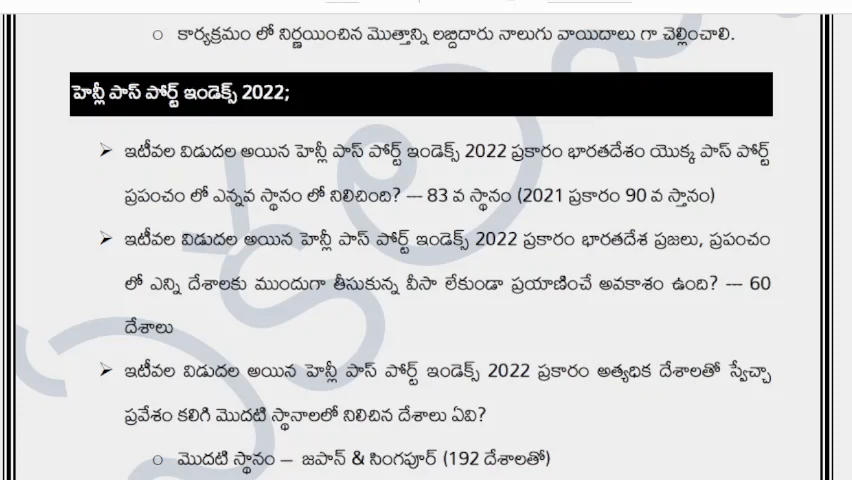 ○ కార్యక్రమం లో నిర్ణయించిన మొత్తాన్ని లబ్దిదారు నాలుగు వాయిదాలు గా చెల్లించాలి.
హెన్లీ పాస్ పోర్ట్ ఇండెక్స్ 2022;
➢ ఇటీవల విడుదల అయిన హెన్లీ పాస్ పోర్ట్ ఇండెక్స్ 2022 ప్రకారం భారతదేశం యొక్క పాస్ పోర్ట్
ప్రపంచం లో ఎన్నవ స్థానం లో నిలిచింది? --- 83 వ స్థానం (2021 ప్రకారం 90 వ స్తానం)
➢ ఇటీవల విడుదల అయిన హెన్లీ పాస్ పోర్ట్ ఇండెక్స్ 2022 ప్రకారం భారతదేశ ప్రజలు, ప్రపంచం
లో ఎన్ని దేశాలకు ముందుగా తీసుకున్న వీసా లేకుండా ప్రయాణించే అవకాశం ఉంది? --- 60
దేశాలు
➢ ఇటీవల విడుదల అయిన హెన్లీ పాస్ పోర్ట్ ఇండెక్స్ 2022 ప్రకారం అత్యధిక దేశాలతో స్వేచ్ఛా
ప్రవేశం కలిగి మొదటి స్థానాలలో నిలిచిన దేశాలు ఏవి?
○ మొదటి స్థానం – జపాన్ & సింగపూర్ (192 దేశాలతో)